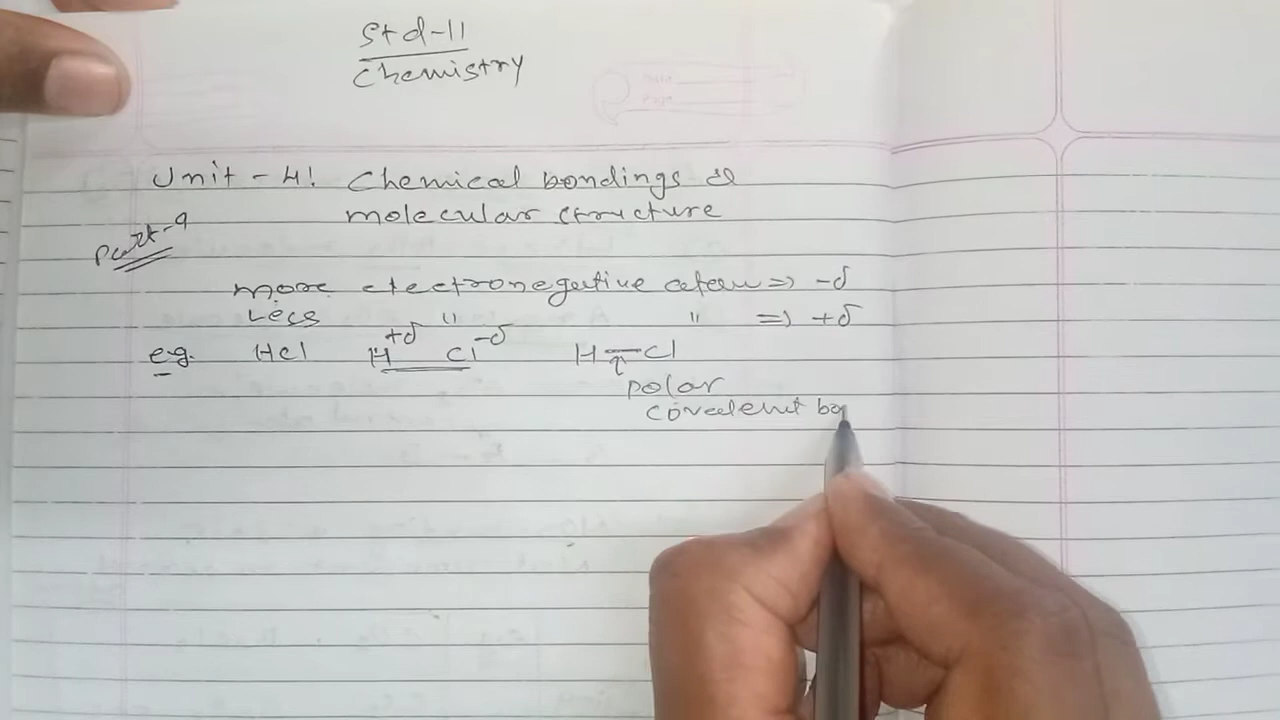 Std-11
Chemistry
Unit-4: Chemical bondings &
molecular structure
Part-9
more electronegative atom => -δ
Less " " => +δ
e.g. HCl H+δ Cl-δ H-Cl
polar
covalent bo